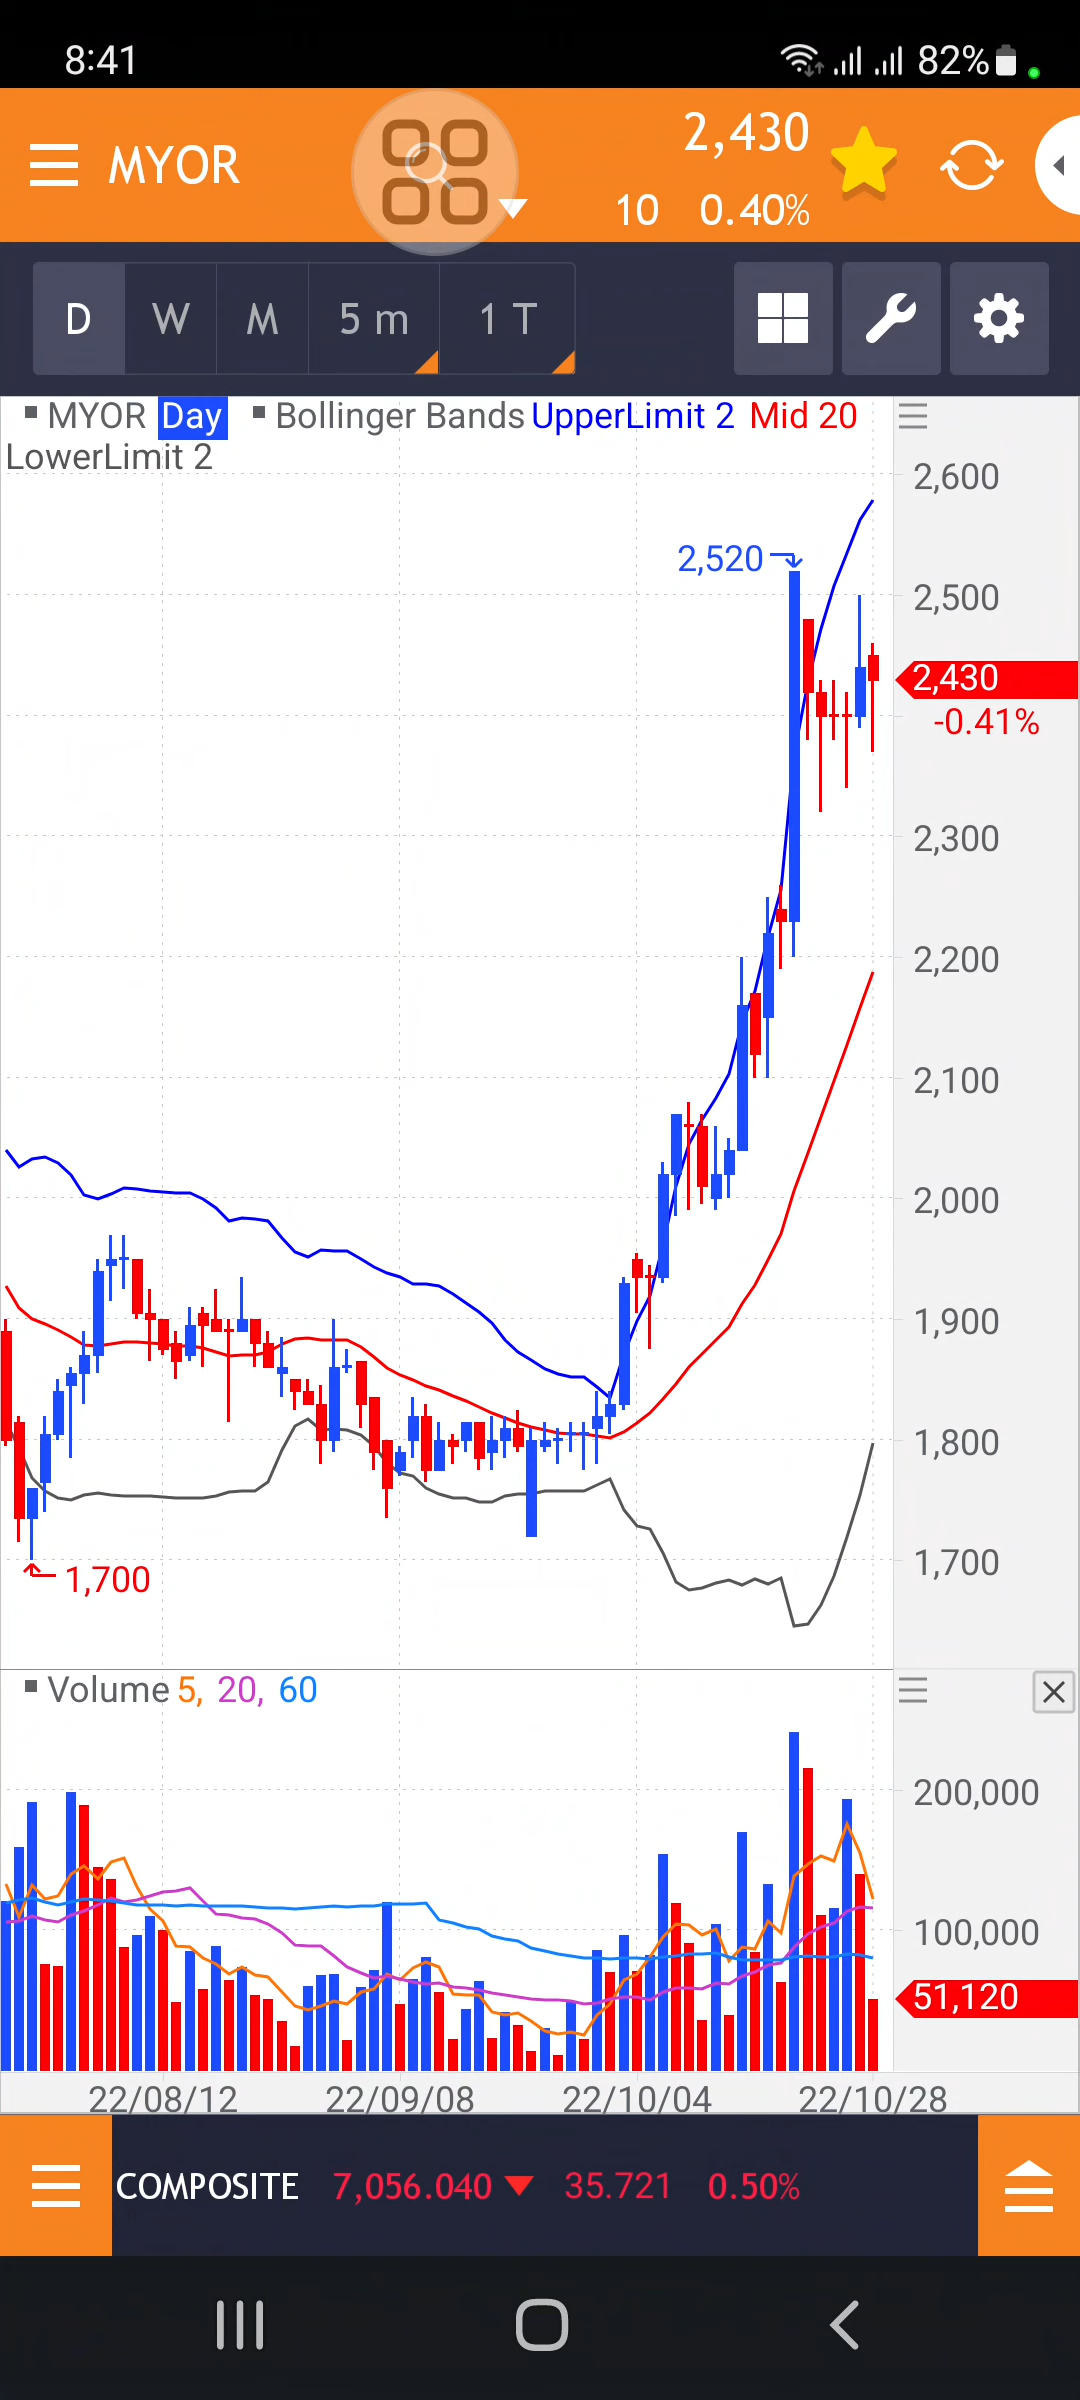 8:41 82%
MYOR 2,430
10 0.40%
D W M 5 m 1 T
MYOR Day Bollinger Bands UpperLimit 2 Mid 20
LowerLimit 2
2,600
2,520
2,500
2,430
-0.41%
2,300
2,200
2,100
2,000
1,900
1,800
1,700
1,700
Volume 5, 20, 60
200,000
100,000
51,120
22/08/12 22/09/08 22/10/04 22/10/28
COMPOSITE 7,056.040 ▼ 35.721 0.50%